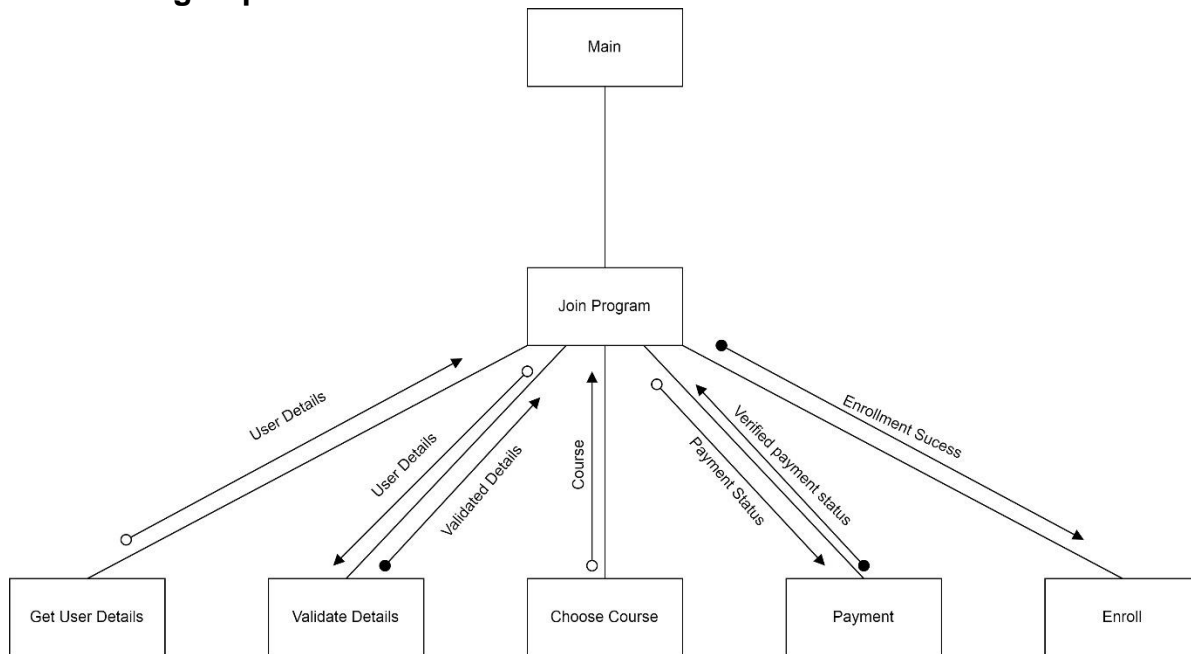 Main
Join Program
User Details
User Details
Validated Details
Course
Payment Status
Verified payment status
Enrollment Sucess
Get User Details
Validate Details
Choose Course
Payment
Enroll